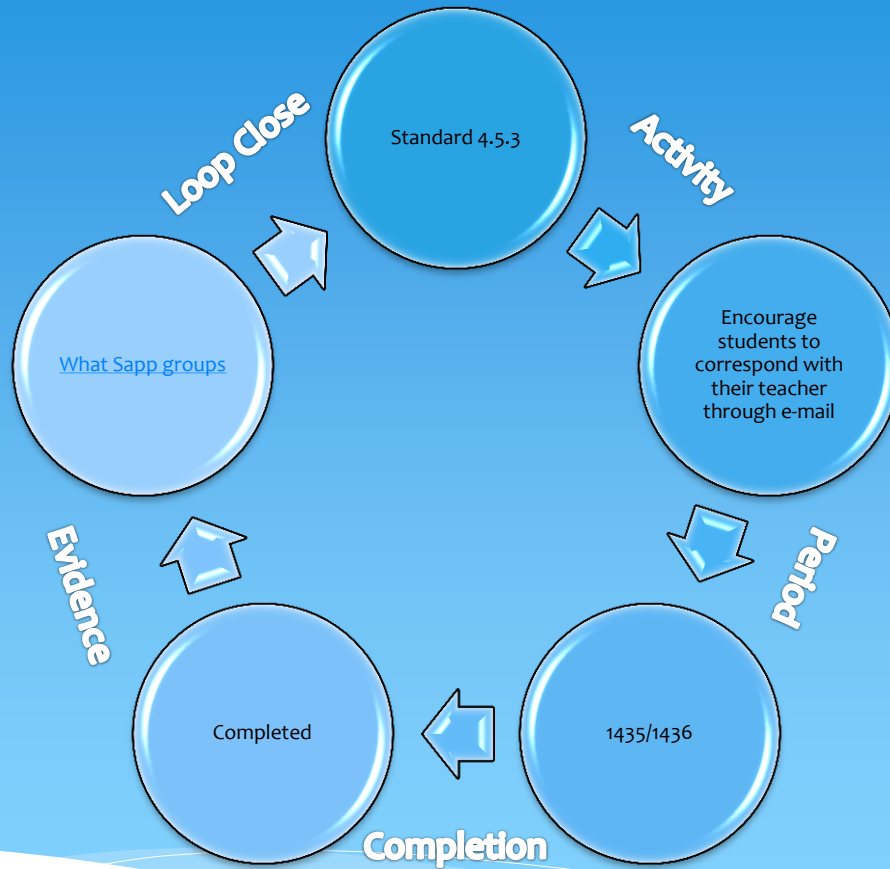 Standard 4.5.3
Activity
Encourage
students to
correspond with
their teacher
through e-mail
Period
1435/1436
Completion
Completed
Evidence
What Sapp groups
Loop Close